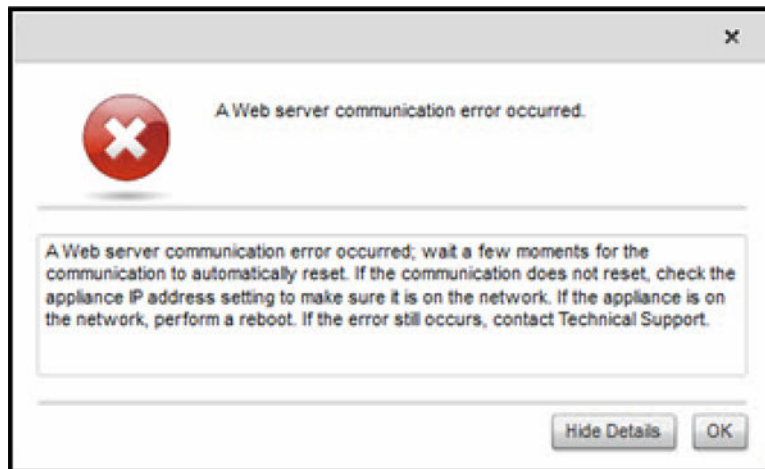 A Web server communication error occurred.
A Web server communication error occurred; wait a few moments for the
communication to automatically reset. If the communication does not reset, check the
appliance IP address setting to make sure it is on the network. If the appliance is on
the network, perform a reboot. If the error still occurs, contact Technical Support.
Hide Details
OK